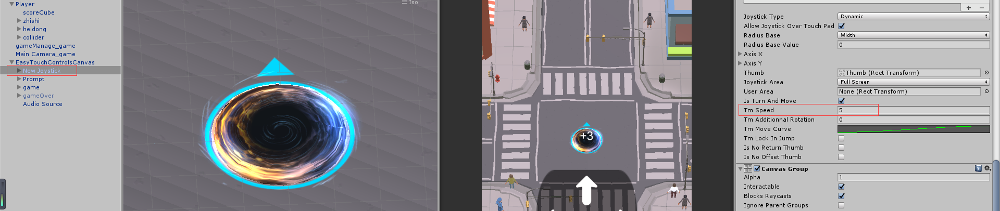 Player
scoreCube
zhishi
heidong
collider
gameManage_game
Main Camera_game
EasyTouchControlsCanvas
New Joystick
Prompt
game
gameOver
Audio Source
Iso
+3
Joystick Type Dynamic
Allow Joystick Over Touch Pad
Radius Base Width
Radius Base Value 0
Axis X
Axis Y
Thumb Thumb (Rect Transform)
Joystick Area Full Screen
User Area None (Rect Transform)
Is Turn And Move
Tm Speed 5
Tm Additionnal Rotation 0
Tm Move Curve
Tm Lock In Jump
Is No Return Thumb
Is No Offset Thumb
Canvas Group
Alpha 1
Interactable
Blocks Raycasts
Ignore Parent Groups